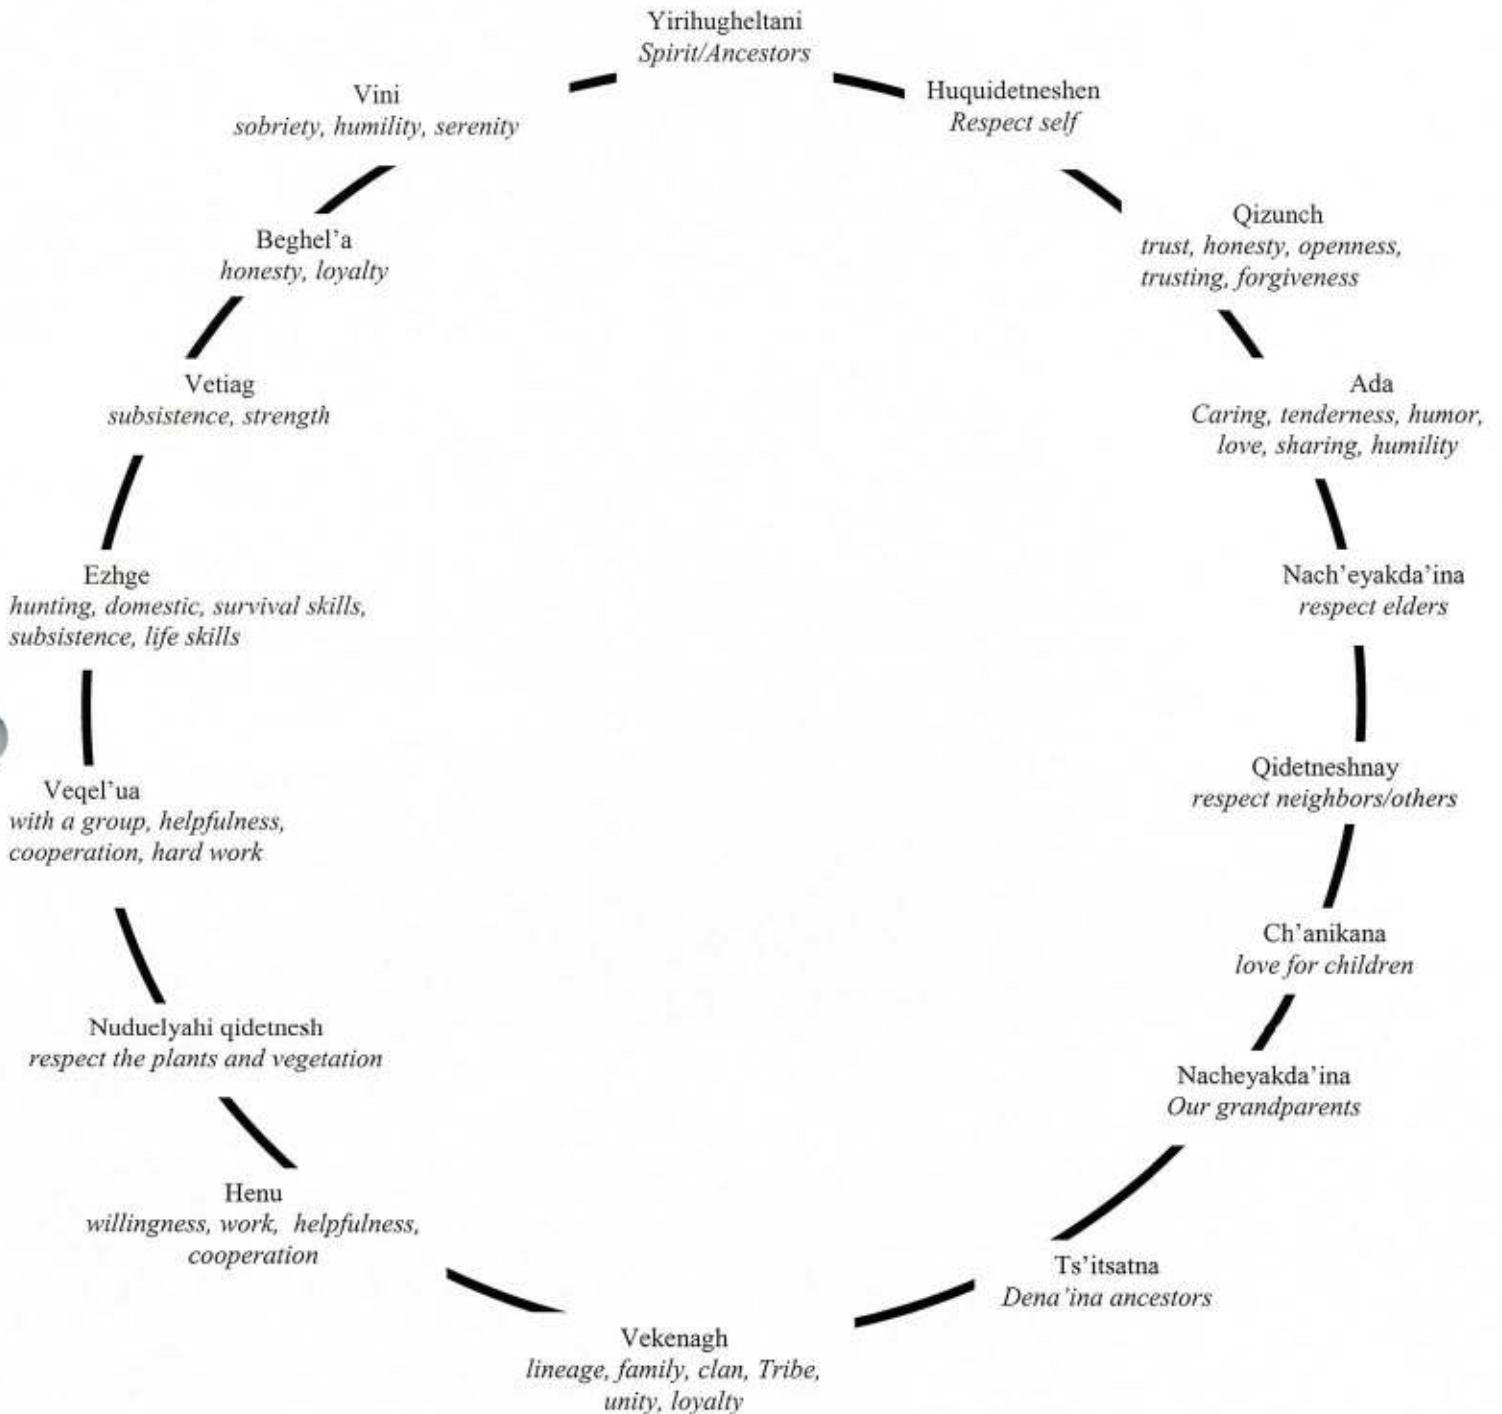 Yirihugheltani
Spirit/Ancestors
Huquidetneshen
Respect self
Qizunch
trust, honesty, openness,
trusting, forgiveness
Ada
Caring, tenderness, humor,
love, sharing, humility
Nach’eyakda’ina
respect elders
Qidetneshnay
respect neighbors/others
Ch’anikana
love for children
Nacheyakda’ina
Our grandparents
Ts’itsatna
Dena’ina ancestors
Vekenagh
lineage, family, clan, Tribe,
unity, loyalty
Henu
willingness, work, helpfulness,
cooperation
Nuduelyahi qidetnesh
respect the plants and vegetation
Veqel’ua
with a group, helpfulness,
cooperation, hard work
Ezhge
hunting, domestic, survival skills,
subsistence, life skills
Vetiag
subsistence, strength
Beghel’a
honesty, loyalty
Vini
sobriety, humility, serenity